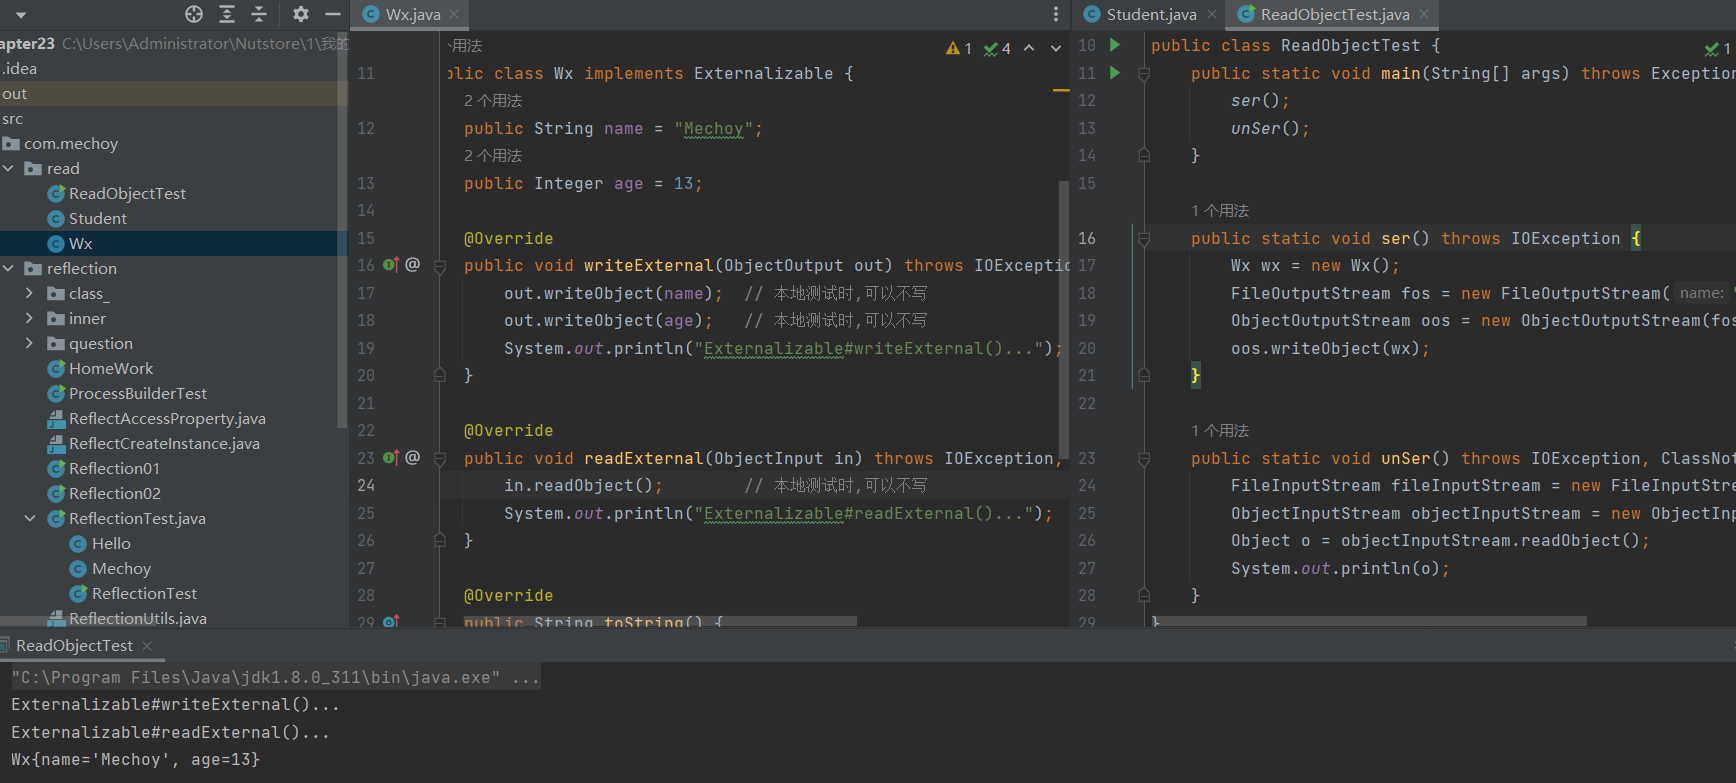 Wx.java
Student.java
ReadObjectTest.java
apter23 C:\Users\Administrator\Nutstore\1\我的
.idea
out
src
com.mechoy
read
ReadObjectTest
Student
Wx
reflection
class_
inner
question
HomeWork
ProcessBuilderTest
ReflectAccessProperty.java
ReflectCreateInstance.java
Reflection01
Reflection02
ReflectionTest.java
Hello
Mechoy
ReflectionTest
ReflectionUtils.java
个用法
1 4
11 blic class Wx implements Externalizable {
2 个用法
12 public String name = "Mechoy";
2 个用法
13 public Integer age = 13;
14
15 @Override
16 @ public void writeExternal(ObjectOutput out) throws IOExceptio
17 out.writeObject(name); // 本地测试时,可以不写
18 out.writeObject(age); // 本地测试时,可以不写
19 System.out.println("Externalizable#writeExternal()...");
20 }
21
22 @Override
23 @ public void readExternal(ObjectInput in) throws IOException,
24 in.readObject(); // 本地测试时,可以不写
25 System.out.println("Externalizable#readExternal()...");
26 }
27
28 @Override
29 public String toString() {
10 public class ReadObjectTest {
1
11 public static void main(String[] args) throws Exception
12 ser();
13 unSer();
14 }
15
1 个用法
16 public static void ser() throws IOException {
17 Wx wx = new Wx();
18 FileOutputStream fos = new FileOutputStream( name: "
19 ObjectOutputStream oos = new ObjectOutputStream(fos
20 oos.writeObject(wx);
21 }
22
1 个用法
23 public static void unSer() throws IOException, ClassNot
24 FileInputStream fileInputStream = new FileInputStre
25 ObjectInputStream objectInputStream = new ObjectInp
26 Object o = objectInputStream.readObject();
27 System.out.println(o);
28 }
29 }
ReadObjectTest
"C:\Program Files\Java\jdk1.8.0_311\bin\java.exe" ...
Externalizable#writeExternal()...
Externalizable#readExternal()...
Wx{name='Mechoy', age=13}